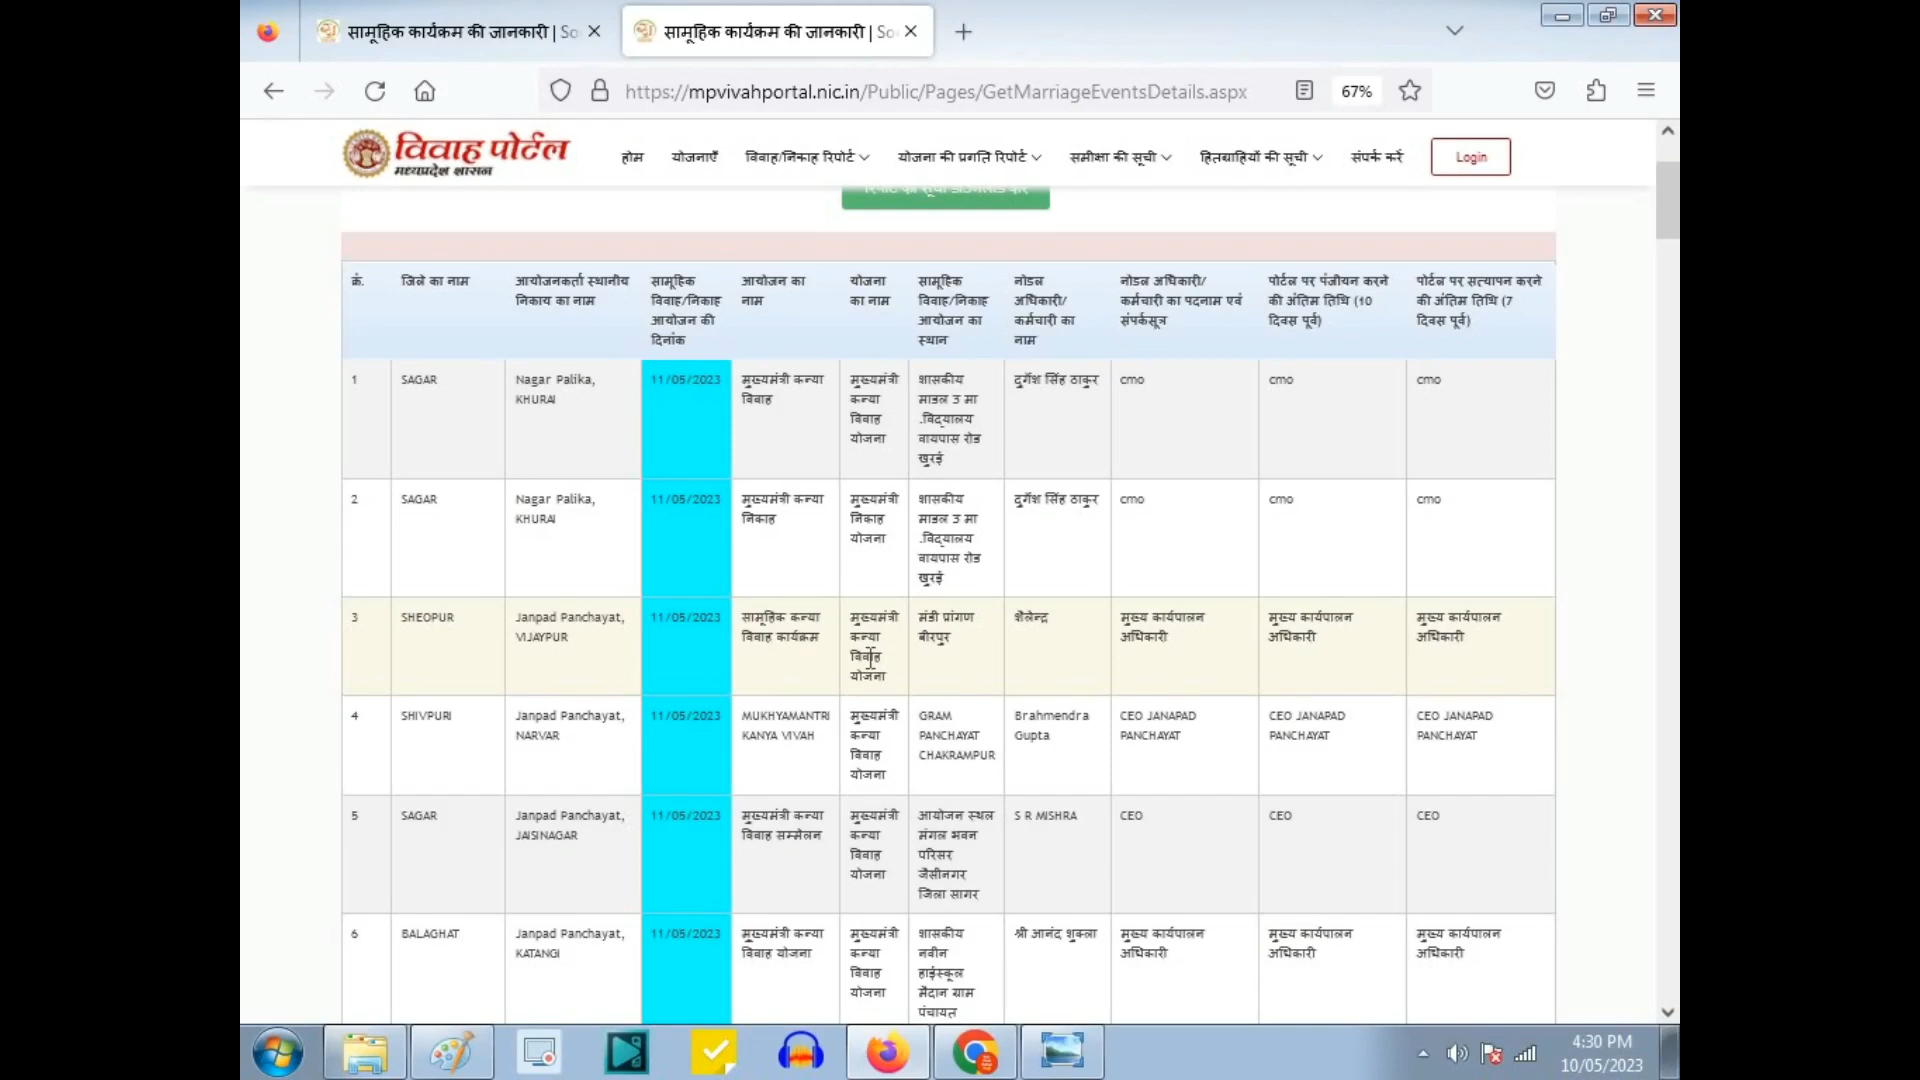 सामूहिक कार्यक्रम की जानकारी | So
सामूहिक कार्यक्रम की जानकारी | So
https://mpvivahportal.nic.in/Public/Pages/GetMarriageEventsDetails.aspx
67%
विवाह पोर्टल
मध्यप्रदेश शासन
होम योजनाएँ विवाह/निकाह रिपोर्ट योजना की प्रगति रिपोर्ट समीक्षा की सूची हितग्राहियों की सूची संपर्क करें Login
क्रं. जिले का नाम आयोजनकर्ता स्थानीय निकाय का नाम सामूहिक विवाह/निकाह आयोजन की दिनांक आयोजन का नाम योजना का नाम सामूहिक विवाह/निकाह आयोजन का स्थान नोडल अधिकारी/ कर्मचारी का नाम नोडल अधिकारी/ कर्मचारी का पदनाम एवं संपर्कसूत्र पोर्टल पर पंजीयन करने की अंतिम तिथि (10 दिवस पूर्व) पोर्टल पर सत्यापन करने की अंतिम तिथि (7 दिवस पूर्व)
1 SAGAR Nagar Palika, KHURAI 11/05/2023 मुख्यमंत्री कन्या विवाह मुख्यमंत्री कन्या विवाह योजना शासकीय माडल उ मा .विद्यालय वायपास रोड खुरई दुर्गेश सिंह ठाकुर cmo cmo cmo
2 SAGAR Nagar Palika, KHURAI 11/05/2023 मुख्यमंत्री कन्या निकाह मुख्यमंत्री निकाह योजना शासकीय माडल उ मा .विद्यालय वायपास रोड खुरई दुर्गेश सिंह ठाकुर cmo cmo cmo
3 SHEOPUR Janpad Panchayat, VIJAYPUR 11/05/2023 सामूहिक कन्या विवाह कार्यक्रम मुख्यमंत्री कन्या विवाह योजना मंडी प्रांगण बीरपुर शैलेन्द्र मुख्य कार्यपालन अधिकारी मुख्य कार्यपालन अधिकारी मुख्य कार्यपालन अधिकारी
4 SHIVPURI Janpad Panchayat, NARVAR 11/05/2023 MUKHYAMANTRI KANYA VIVAH मुख्यमंत्री कन्या विवाह योजना GRAM PANCHAYAT CHAKRAMPUR Brahmendra Gupta CEO JANAPAD PANCHAYAT CEO JANAPAD PANCHAYAT CEO JANAPAD PANCHAYAT
5 SAGAR Janpad Panchayat, JAISINAGAR 11/05/2023 मुख्यमंत्री कन्या विवाह सम्मेलन मुख्यमंत्री कन्या विवाह योजना आयोजन स्थल मंगल भवन परिसर जैसीनगर जिला सागर S R MISHRA CEO CEO CEO
6 BALAGHAT Janpad Panchayat, KATANGI 11/05/2023 मुख्यमंत्री कन्या विवाह योजना मुख्यमंत्री कन्या विवाह योजना शासकीय नवीन हाईस्कूल मैदान ग्राम पंचायत श्री आनंद शुक्ला मुख्य कार्यपालन अधिकारी मुख्य कार्यपालन अधिकारी मुख्य कार्यपालन अधिकारी
4:30 PM
10/05/2023